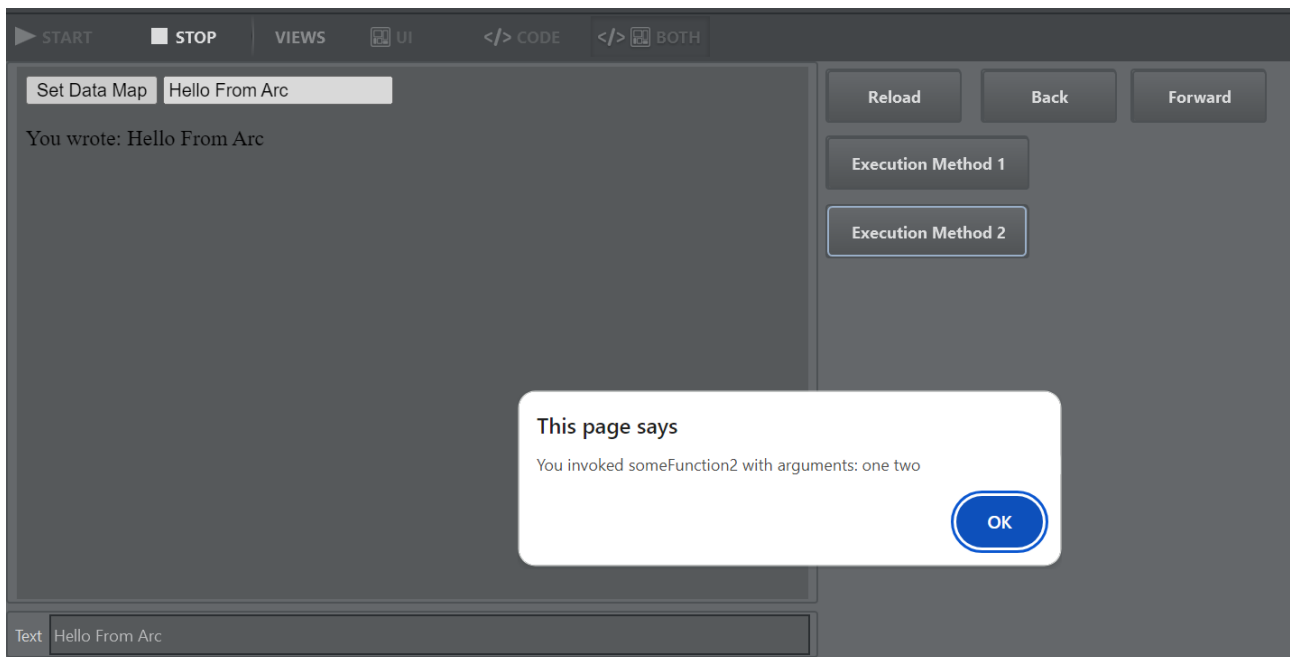 START STOP VIEWS UI </> CODE </> BOTH
Set Data Map Hello From Arc
You wrote: Hello From Arc
Reload Back Forward
Execution Method 1
Execution Method 2
This page says
You invoked someFunction2 with arguments: one two
OK
Text Hello From Arc